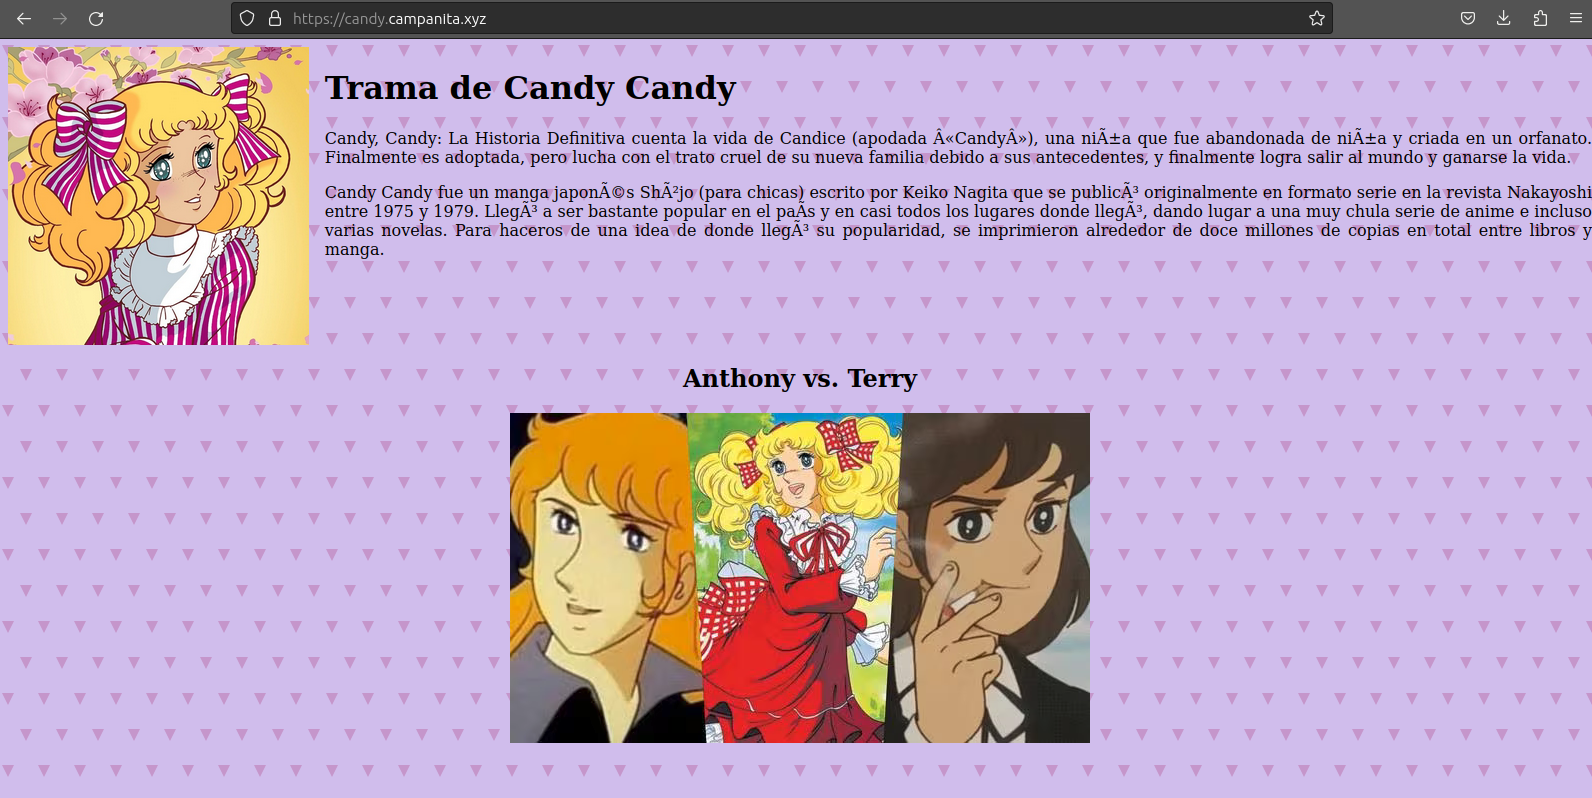 https://candy.campanita.xyz
Trama de Candy Candy
Candy, Candy: La Historia Definitiva cuenta la vida de Candice (apodada Â«CandyÂ»), una niÃ±a que fue abandonada de niÃ±a y criada en un orfanato.
Finalmente es adoptada, pero lucha con el trato cruel de su nueva familia debido a sus antecedentes, y finalmente logra salir al mundo y ganarse la vida.
Candy Candy fue un manga japonÃ©s ShÃ²jo (para chicas) escrito por Keiko Nagita que se publicÃ³ originalmente en formato serie en la revista Nakayoshi
entre 1975 y 1979. LlegÃ³ a ser bastante popular en el paÃ­s y en casi todos los lugares donde llegÃ³, dando lugar a una muy chula serie de anime e incluso
varias novelas. Para haceros de una idea de donde llegÃ³ su popularidad, se imprimieron alrededor de doce millones de copias en total entre libros y
manga.
Anthony vs. Terry